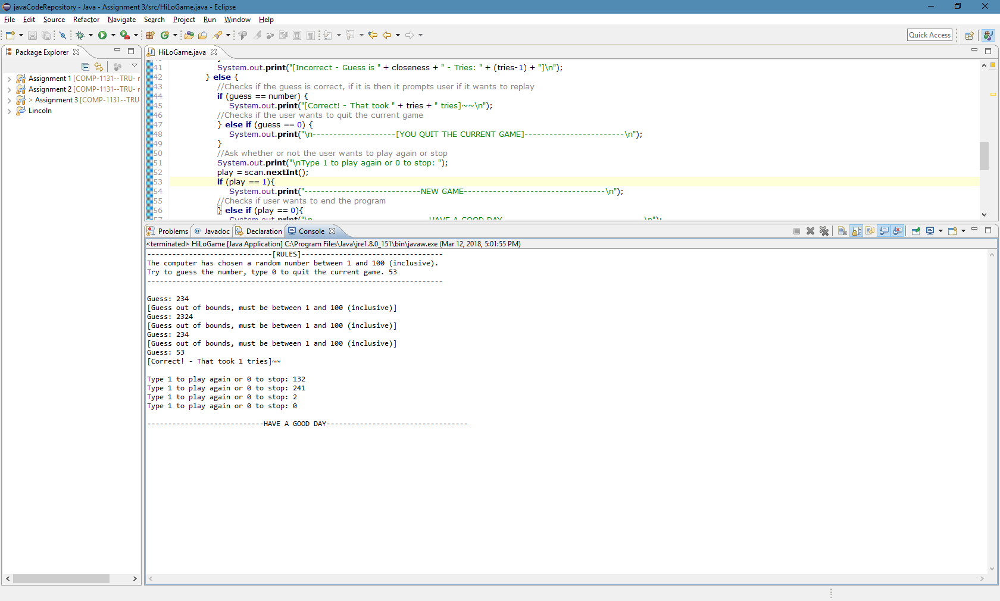 javaCodeRepository - Java - Assignment 3/src/HiLoGame.java - Eclipse
File Edit Source Refactor Navigate Search Project Run Window Help
Quick Access
Package Explorer
HiLoGame.java
Assignment 1 [COMP-1131--TRU- r
Assignment 2 [COMP-1131--TRU- r
> Assignment 3 [COMP-1131--TRU
Lincoln
41 System.out.print("[Incorrect - Guess is " + closeness + " - Tries: " + (tries-1) + "]\n");
42 } else {
43 //Checks if the guess is correct, if it is then it prompts user if it wants to replay
44 if (guess == number) {
45 System.out.print("[Correct! - That took " + tries + " tries]~~\n");
46 //Checks if the user wants to quit the current game
47 } else if (guess == 0) {
48 System.out.print("\n--------------------[YOU QUIT THE CURRENT GAME]------------------------\n");
49 }
50 //Ask whether or not the user wants to play again or stop
51 System.out.print("\nType 1 to play again or 0 to stop: ");
52 play = scan.nextInt();
53 if (play == 1){
54 System.out.print("----------------------------NEW GAME----------------------------------\n");
55 //Checks if user wants to end the program
56 } else if (play == 0){
57 System.out.print("\n----------------------------HAVE A GOOD DAY----------------------------------\n");
Problems Javadoc Declaration Console
<terminated> HiLoGame [Java Application] C:\Program Files\Java\jre1.8.0_151\bin\javaw.exe (Mar 12, 2018, 5:01:55 PM)
------------------------------[RULES]----------------------------------
The computer has chosen a random number between 1 and 100 (inclusive).
Try to guess the number, type 0 to quit the current game. 53
-----------------------------------------------------------------------
Guess: 234
[Guess out of bounds, must be between 1 and 100 (inclusive)]
Guess: 2324
[Guess out of bounds, must be between 1 and 100 (inclusive)]
Guess: 234
[Guess out of bounds, must be between 1 and 100 (inclusive)]
Guess: 53
[Correct! - That took 1 tries]~~
Type 1 to play again or 0 to stop: 132
Type 1 to play again or 0 to stop: 241
Type 1 to play again or 0 to stop: 2
Type 1 to play again or 0 to stop: 0
----------------------------HAVE A GOOD DAY----------------------------------